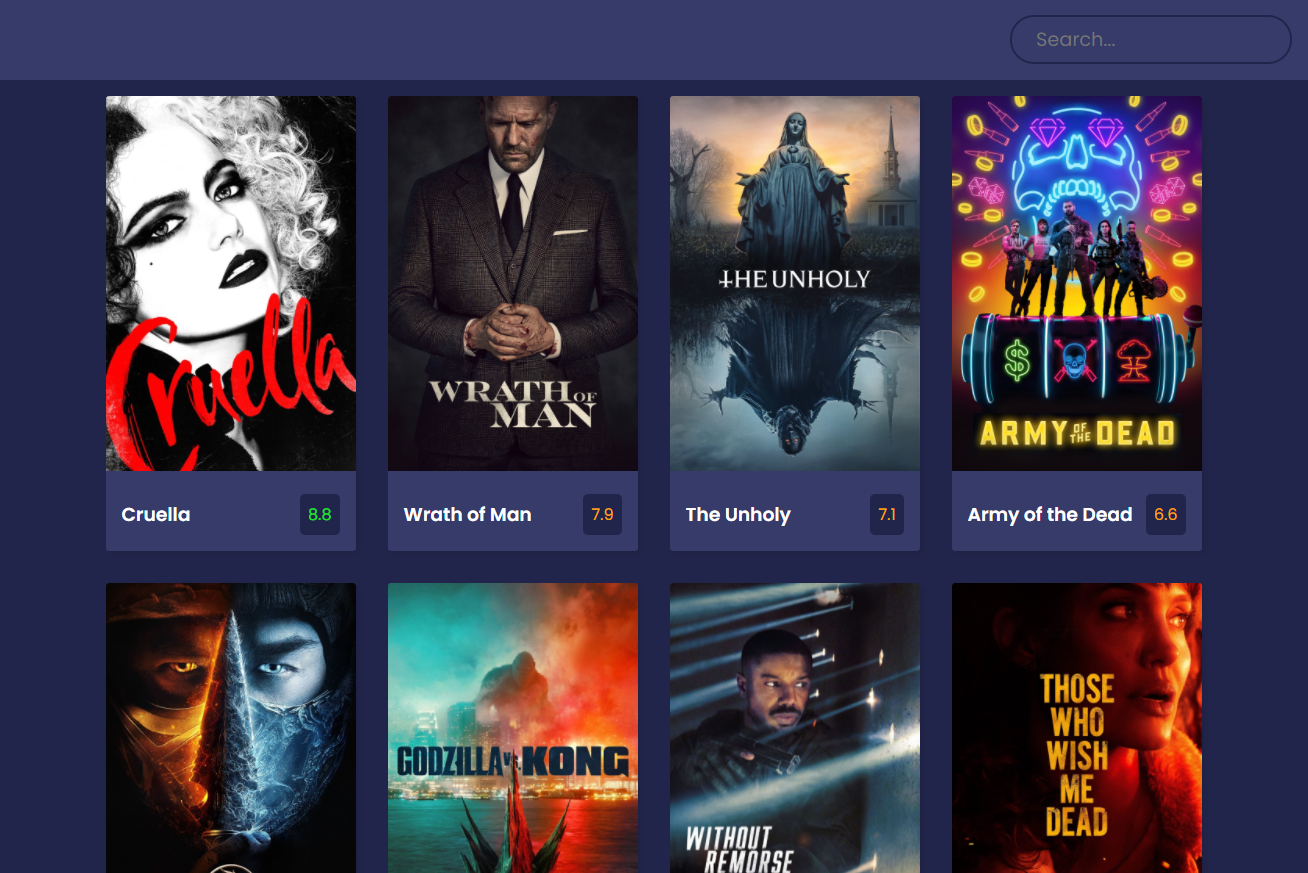 Search...
Cruella
WRATH OF
MAN
THE UNHOLY
$
ARMY OF THE DEAD
Cruella 8.8
Wrath of Man 7.9
The Unholy 7.1
Army of the Dead 6.6
GODZILLA VS. KONG
WITHOUT
REMORSE
THOSE
WHO
WISH
ME
DEAD